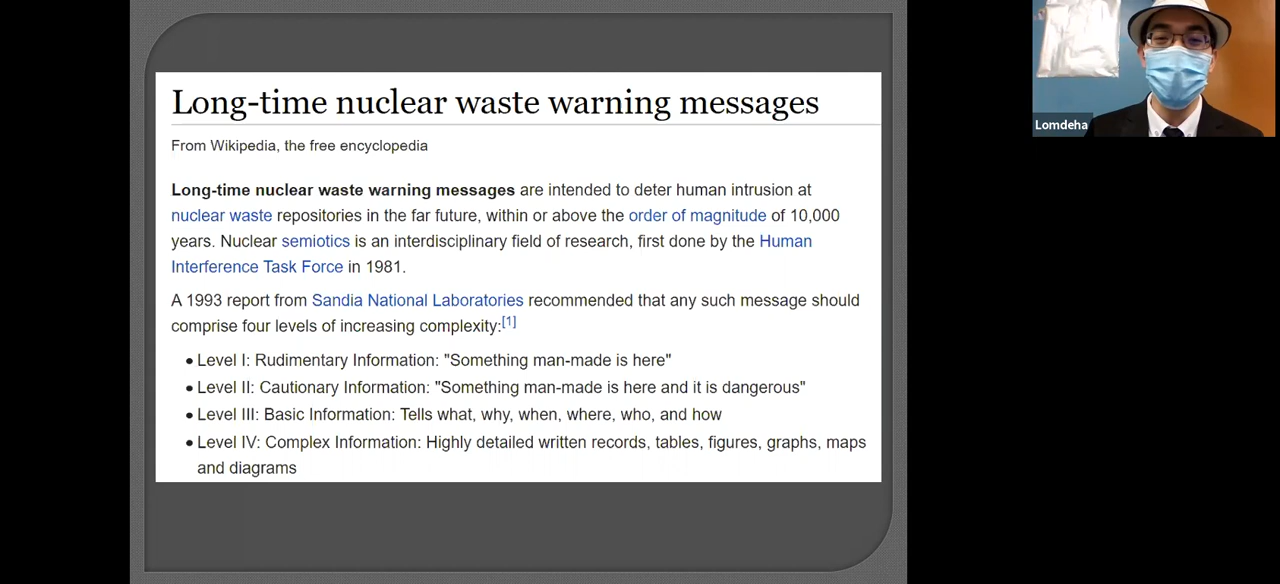 Long-time nuclear waste warning messages
From Wikipedia, the free encyclopedia
Long-time nuclear waste warning messages are intended to deter human intrusion at
nuclear waste repositories in the far future, within or above the order of magnitude of 10,000
years. Nuclear semiotics is an interdisciplinary field of research, first done by the Human
Interference Task Force in 1981.
A 1993 report from Sandia National Laboratories recommended that any such message should
comprise four levels of increasing complexity:[1]
• Level I: Rudimentary Information: "Something man-made is here"
• Level II: Cautionary Information: "Something man-made is here and it is dangerous"
• Level III: Basic Information: Tells what, why, when, where, who, and how
• Level IV: Complex Information: Highly detailed written records, tables, figures, graphs, maps
and diagrams
Lomdeha